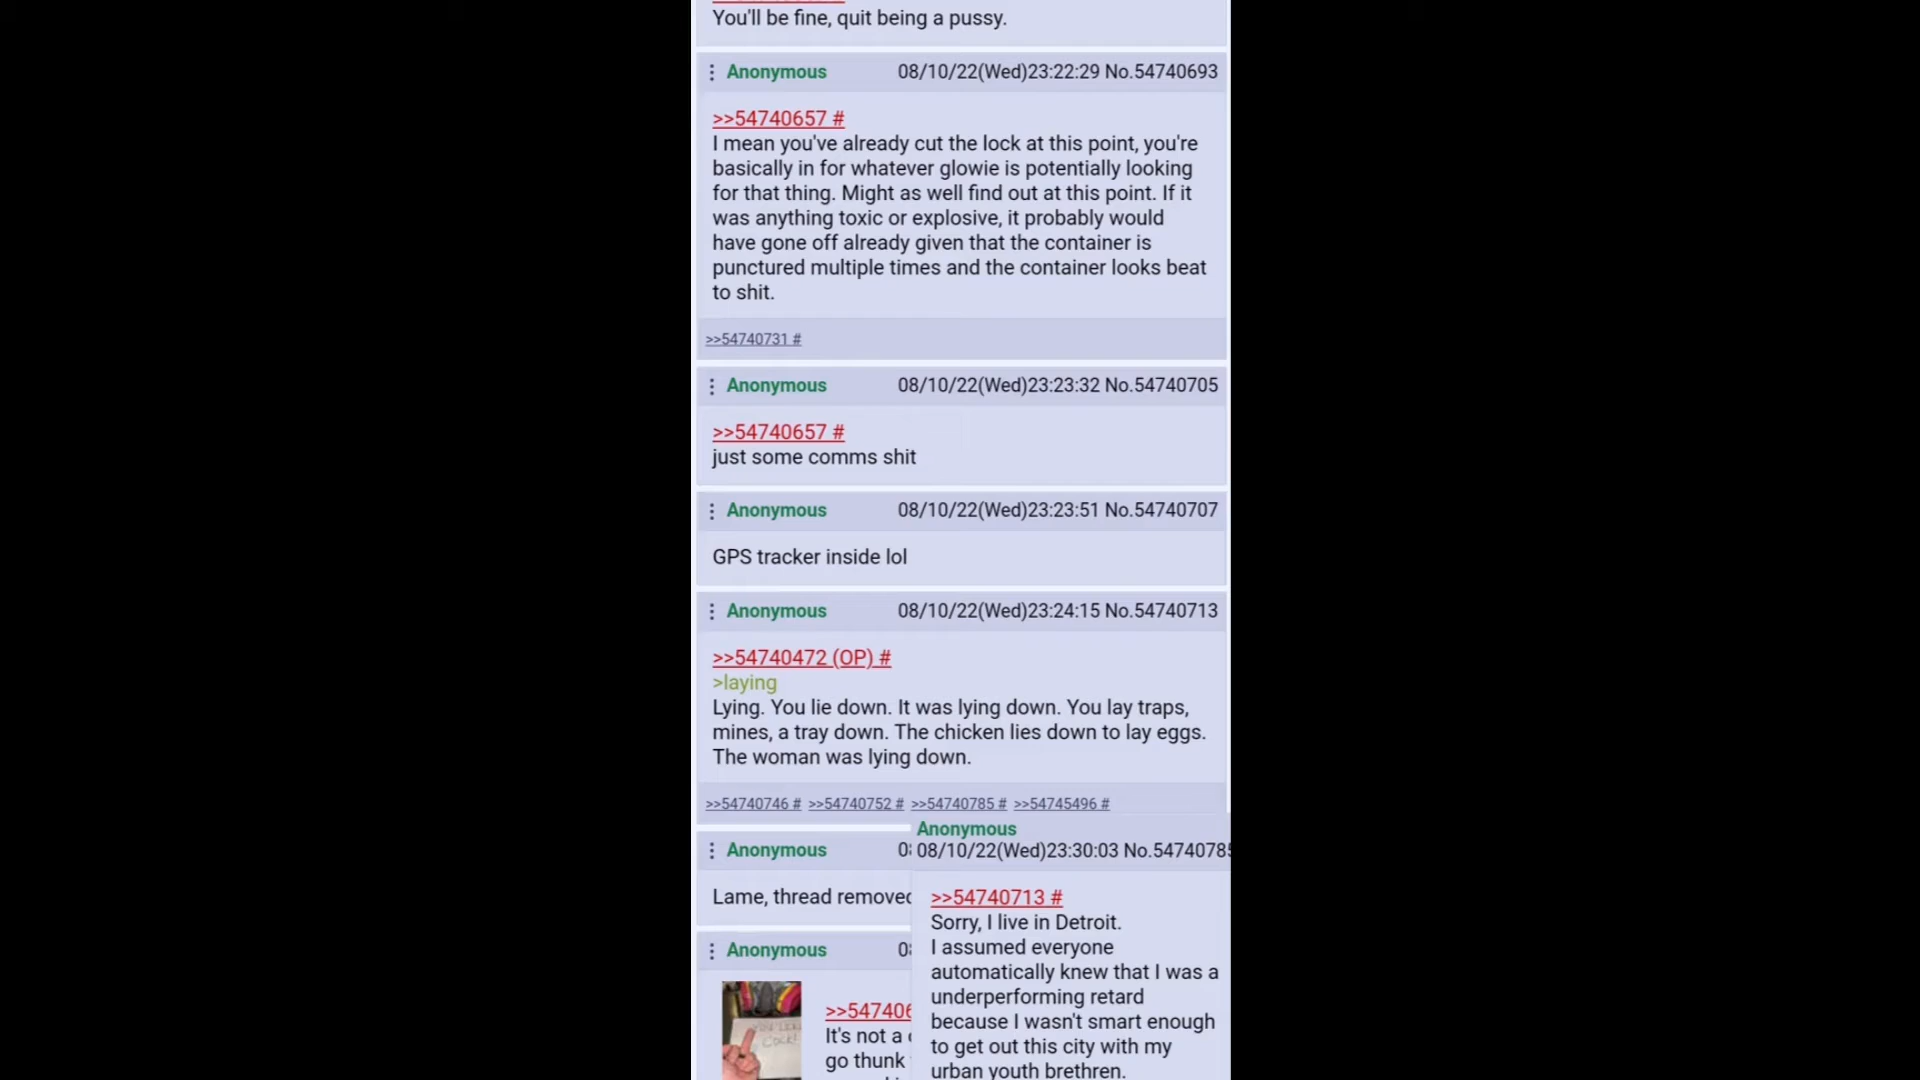 You'll be fine, quit being a pussy.
Anonymous 08/10/22(Wed)23:22:29 No.54740693
>>54740657 #
I mean you've already cut the lock at this point, you're
basically in for whatever glowie is potentially looking
for that thing. Might as well find out at this point. If it
was anything toxic or explosive, it probably would
have gone off already given that the container is
punctured multiple times and the container looks beat
to shit.
>>54740731 #
Anonymous 08/10/22(Wed)23:23:32 No.54740705
>>54740657 #
just some comms shit
Anonymous 08/10/22(Wed)23:23:51 No.54740707
GPS tracker inside lol
Anonymous 08/10/22(Wed)23:24:15 No.54740713
>>54740472 (OP) #
>laying
Lying. You lie down. It was lying down. You lay traps,
mines, a tray down. The chicken lies down to lay eggs.
The woman was lying down.
>>54740746 # >>54740752 # >>54740785 # >>54745496 #
Anonymous
Lame, thread removed
Anonymous
>>547406
It's not a
go thunk
Anonymous
08/10/22(Wed)23:30:03 No.54740785
>>54740713 #
Sorry, I live in Detroit.
I assumed everyone
automatically knew that I was a
underperforming retard
because I wasn't smart enough
to get out this city with my
urban youth brethren.